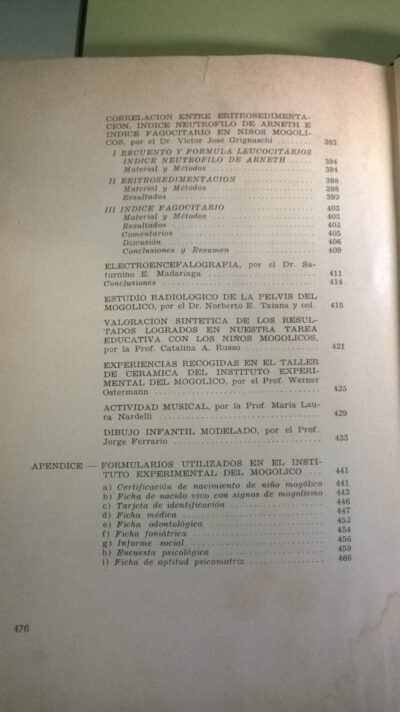 CORRELACION ENTRE ERITROSEDIMENTA-
CION, INDICE NEUTROFILO DE ARNETH E
INDICE FAGOCITARIO EN NIÑOS MOGOLI-
COS, por el Dr. Víctor José Grignaschi ........ 393
I RECUENTO Y FORMULA LEUCOCITARIOS
INDICE NEUTROFILO DE ARNETH ........ 394
Material y Métodos ........ 394
II ERITROSEDIMENTACION ........ 398
Material y Métodos ........ 398
Resultados ........ 399
III INDICE FAGOCITARIO ........ 403
Material y Métodos ........ 403
Resultados ........ 403
Comentarios ........ 405
Discusión ........ 406
Conclusiones y Resumen ........ 409
ELECTROENCEFALOGRAFIA, por el Dr. Sa-
turnino E. Madariaga ........ 411
Conclusiones ........ 414
ESTUDIO RADIOLOGICO DE LA PELVIS DEL
MOGOLICO, por el Dr. Norberto E. Taiana y col. 415
VALORACION SINTETICA DE LOS RESUL-
TADOS LOGRADOS EN NUESTRA TAREA
EDUCATIVA CON LOS NIÑOS MOGOLICOS,
por la Prof. Catalina A. Russo ........ 421
EXPERIENCIAS RECOGIDAS EN EL TALLER
DE CERAMICA DEL INSTITUTO EXPERI-
MENTAL DEL MOGOLICO, por el Prof. Werner
Ostermann ........ 425
ACTIVIDAD MUSICAL, por la Prof. María Lau-
ra Nardelli ........ 429
DIBUJO INFANTIL MODELADO, por el Prof.
Jorge Ferrario ........ 433
APENDICE — FORMULARIOS UTILIZADOS EN EL INSTI-
TUTO EXPERIMENTAL DEL MOGOLICO ... 441
a) Certificación de nacimiento de niño mogólico 441
b) Ficha de nacido vivo con signos de mogolismo 443
c) Tarjeta de identificación ........ 446
d) Ficha médica ........ 447
e) Ficha odontológica ........ 452
f) Ficha foniátrica ........ 454
g) Informe social ........ 456
h) Encuesta psicológica ........ 459
i) Ficha de aptitud psicomotriz ........ 466
476